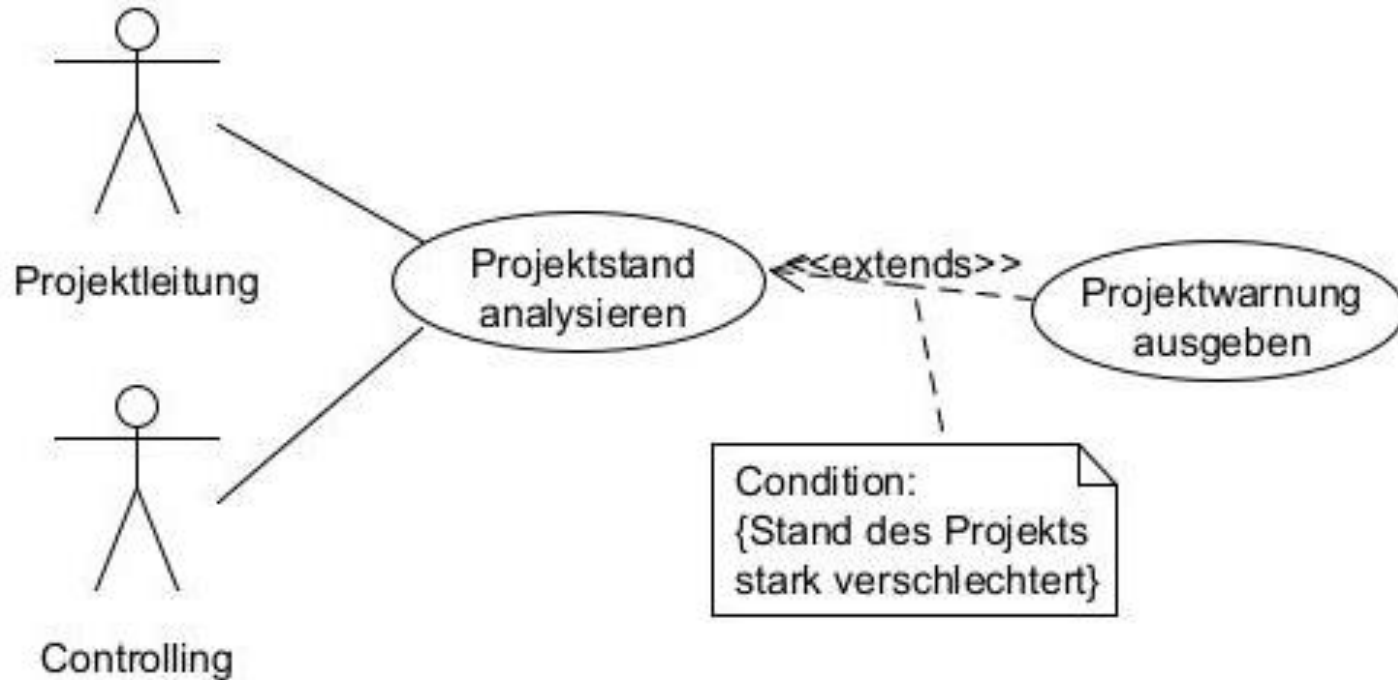 Projektleitung
Projektstand
analysieren
<<extends>>
Projektwarnung
ausgeben
Condition:
{Stand des Projekts
stark verschlechtert}
Controlling